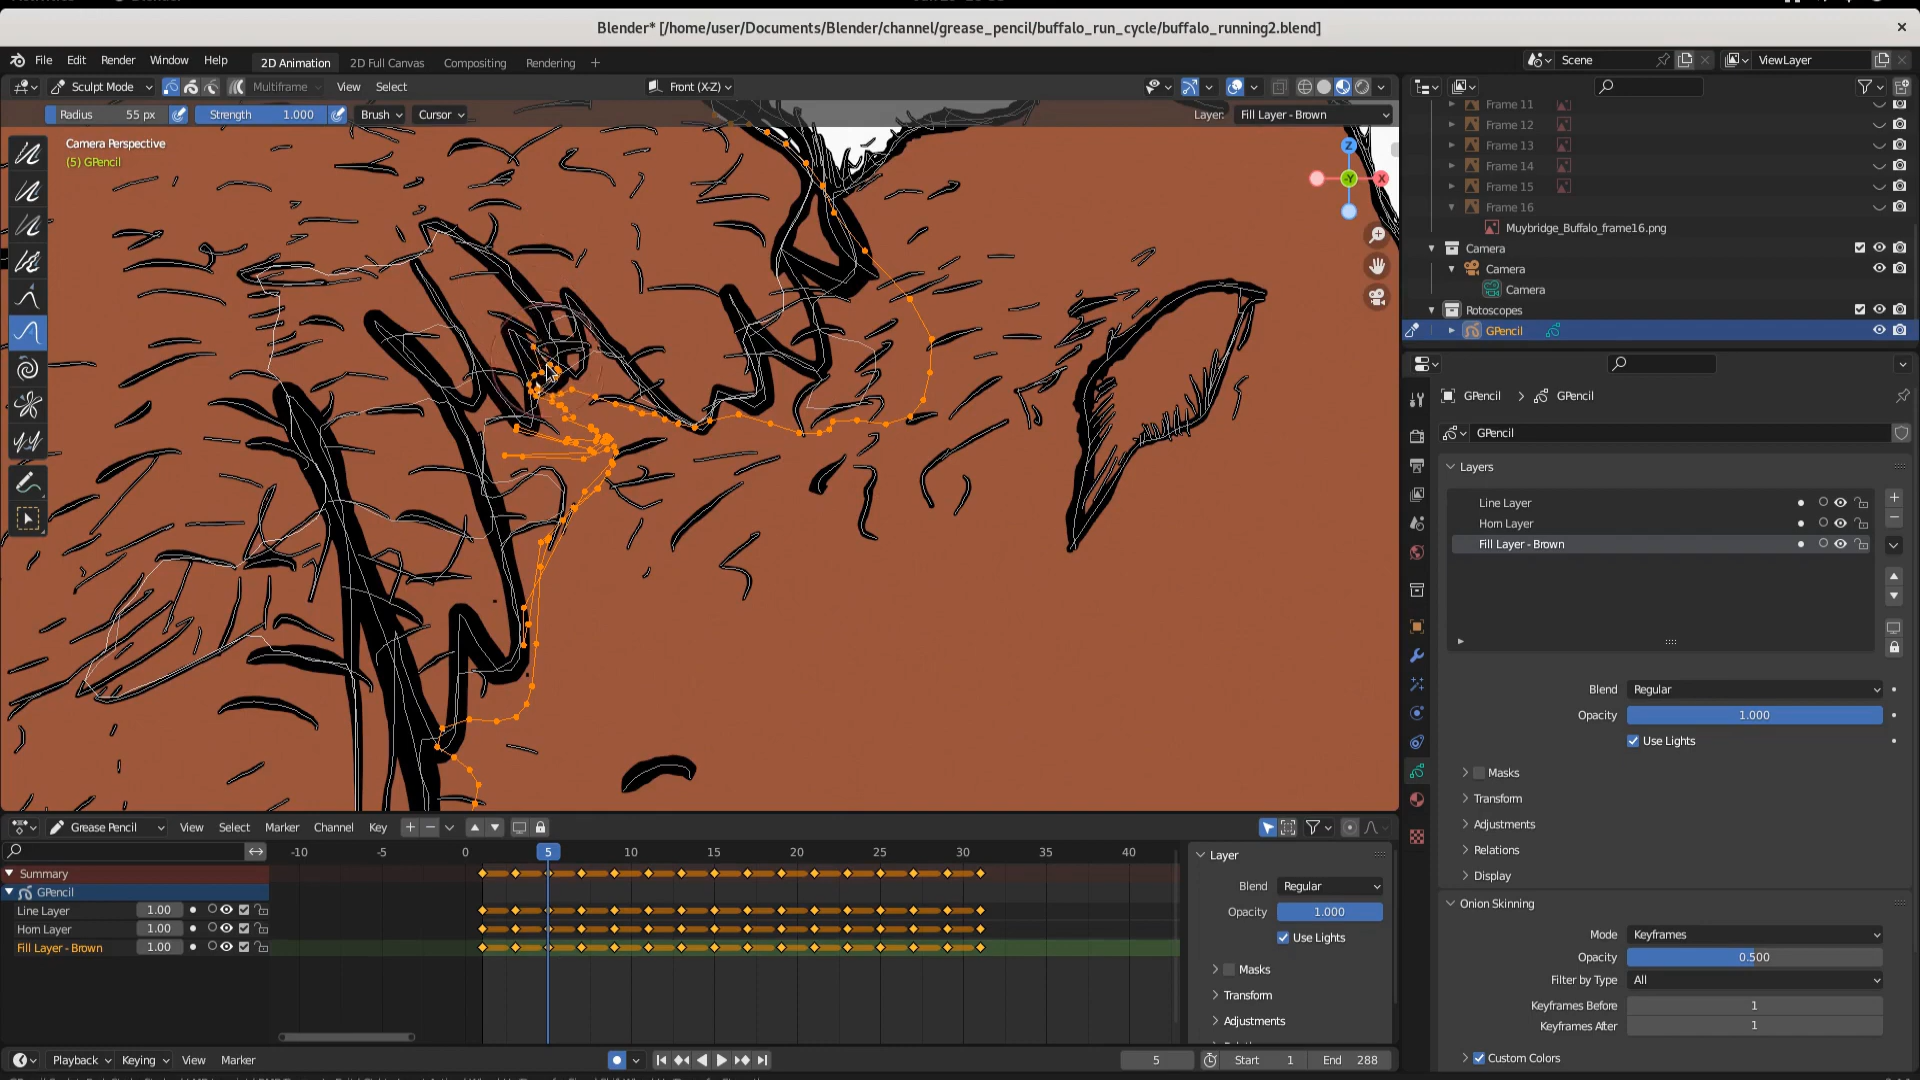 Blender* [/home/user/Documents/Blender/channel/grease_pencil/buffalo_run_cycle/buffalo_running2.blend]
File Edit Render Window Help 2D Animation 2D Full Canvas Compositing Rendering + Scene ViewLayer
Sculpt Mode Multiframe View Select Front (X-Z)
Radius 55 px Strength 1.000 Brush Cursor Layer: Fill Layer - Brown
Camera Perspective
(5) GPencil
Z
-Y X
Frame 11
Frame 12
Frame 13
Frame 14
Frame 15
Frame 16
Muybridge_Buffalo_frame16.png
Camera
Camera
Camera
Rotoscopes
GPencil
GPencil > GPencil
GPencil
Layers
Line Layer
Horn Layer
Fill Layer - Brown
Blend Regular
Opacity 1.000
Use Lights
Masks
Transform
Adjustments
Relations
Display
Onion Skinning
Mode Keyframes
Opacity 0.500
Filter by Type All
Keyframes Before 1
Keyframes After 1
Custom Colors
Grease Pencil View Select Marker Channel Key
-10 -5 0 5 10 15 20 25 30 35 40
Summary
GPencil
Line Layer 1.00
Horn Layer 1.00
Fill Layer - Brown 1.00
Layer
Blend Regular
Opacity 1.000
Use Lights
Masks
Transform
Adjustments
Playback Keying View Marker 5 Start 1 End 288